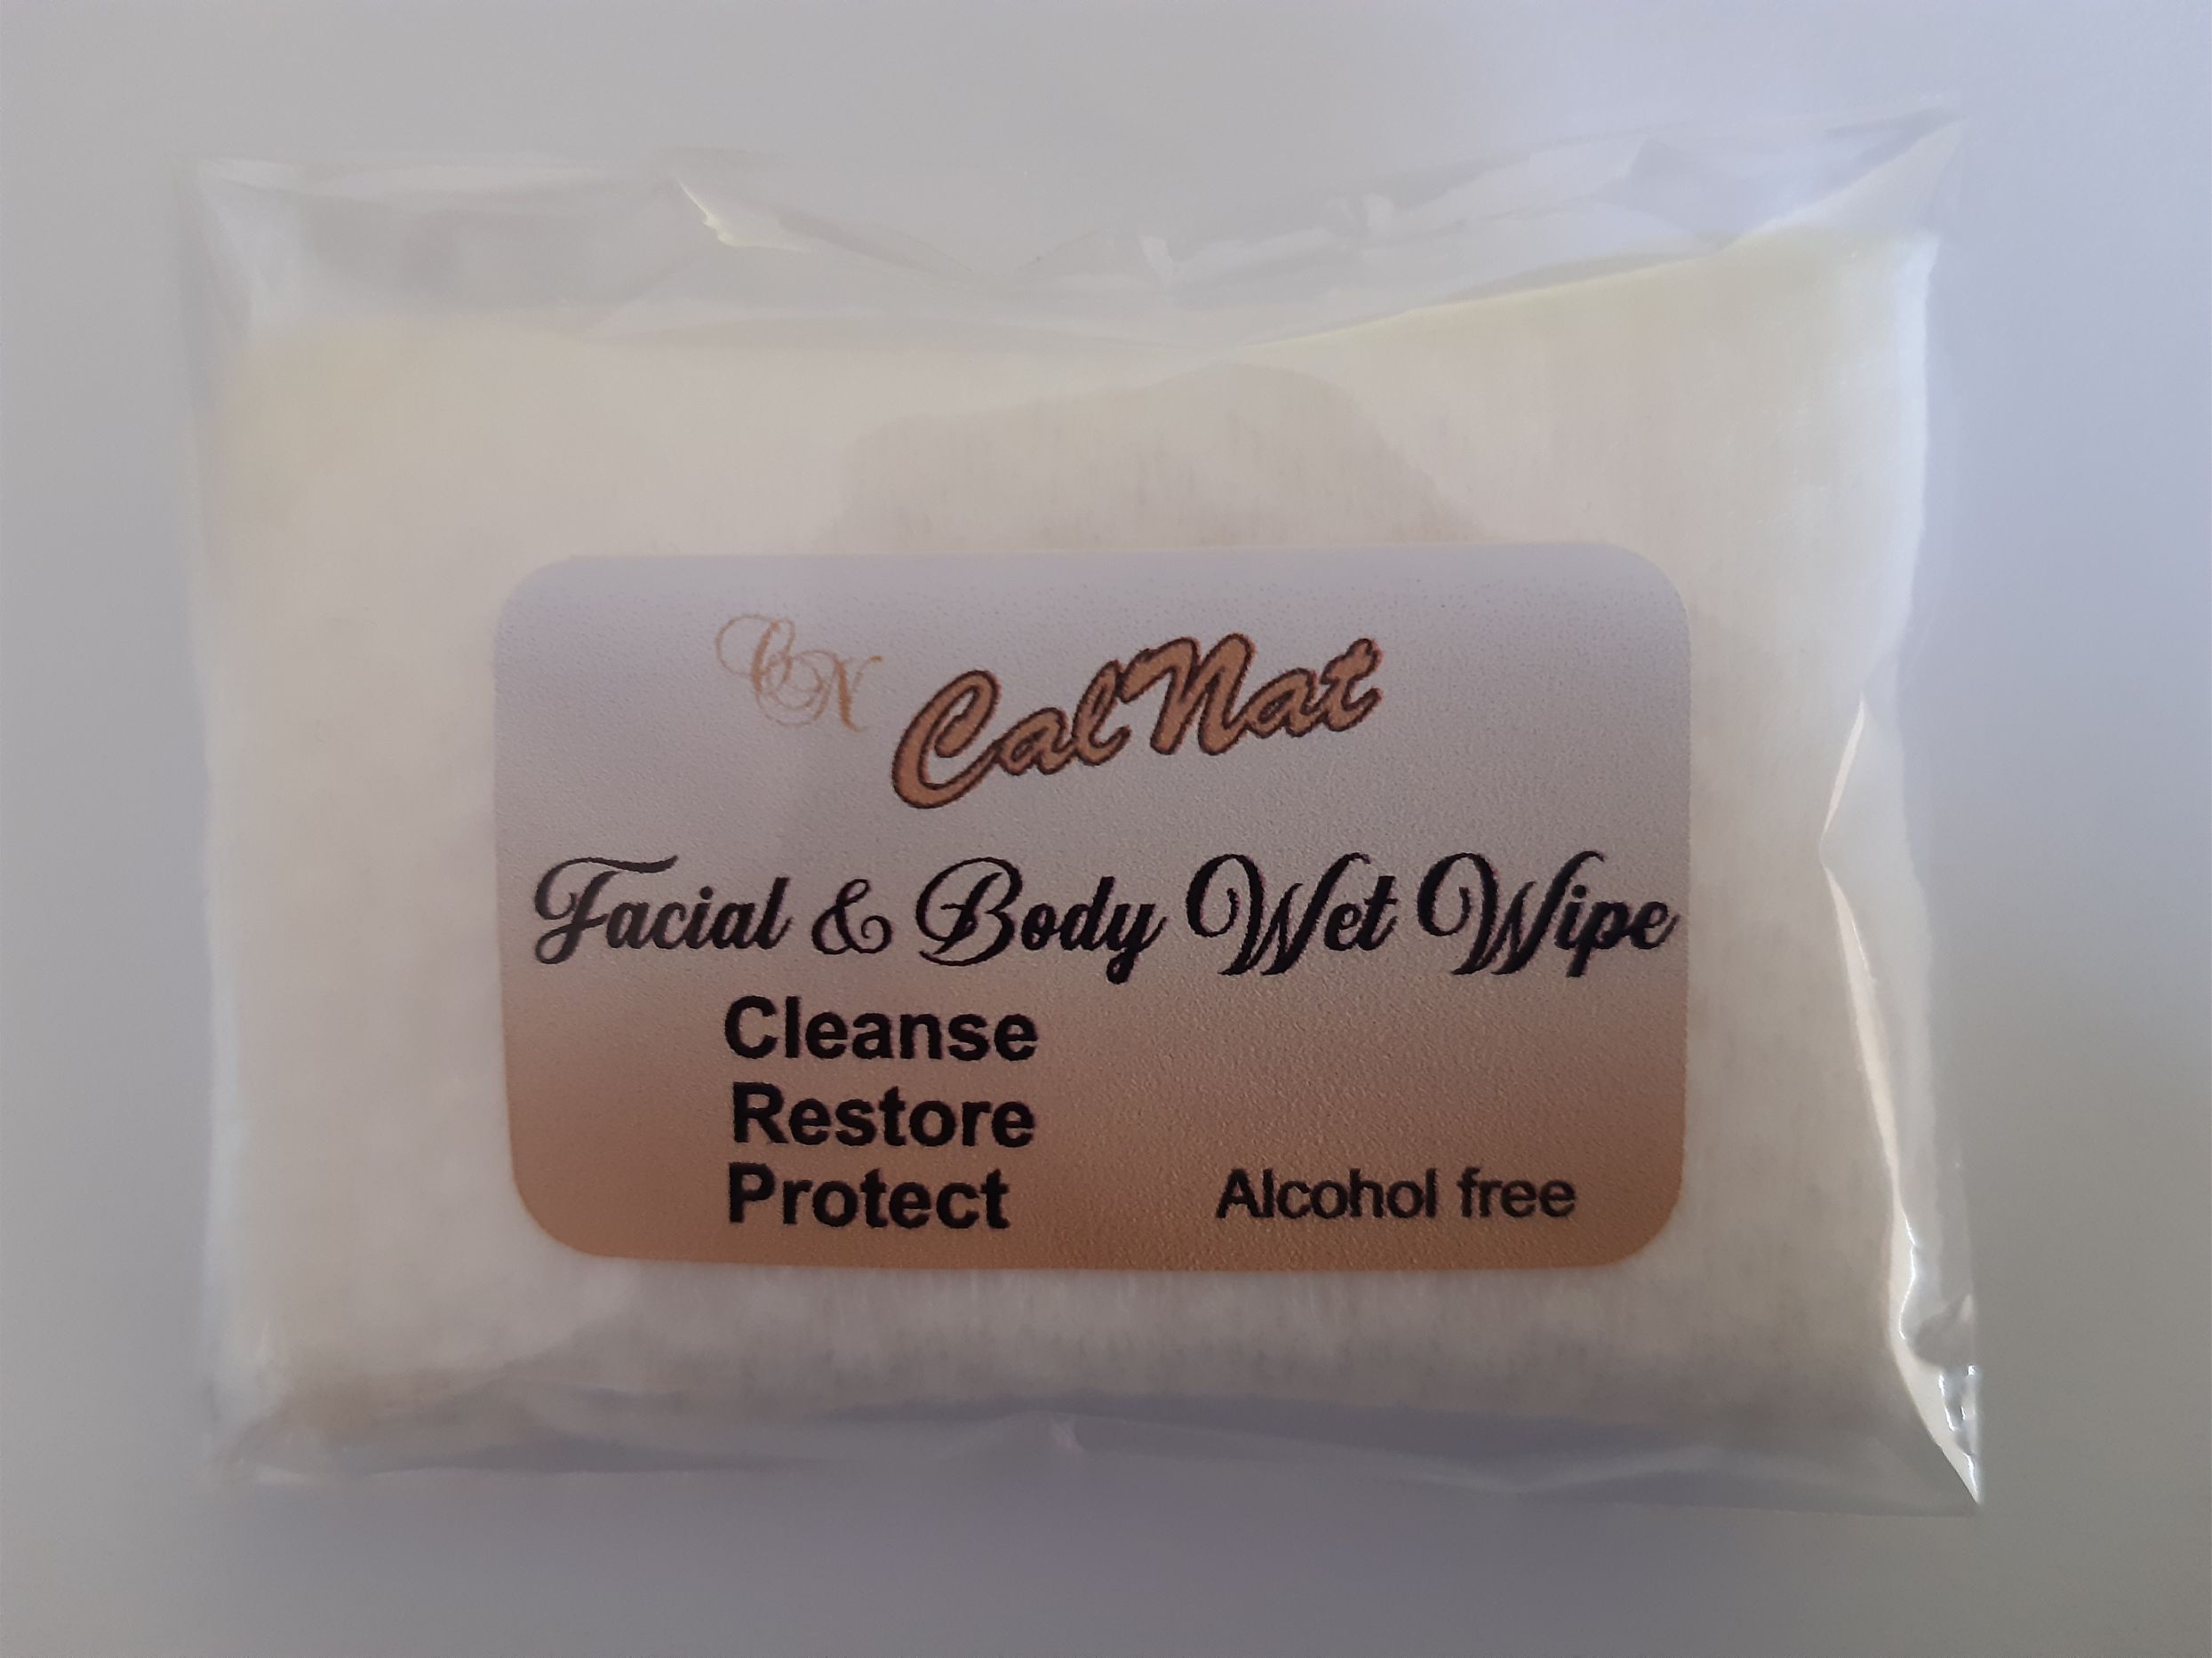 CN
CalNat
Facial & Body Wet Wipe
Cleanse
Restore
Protect
Alcohol free